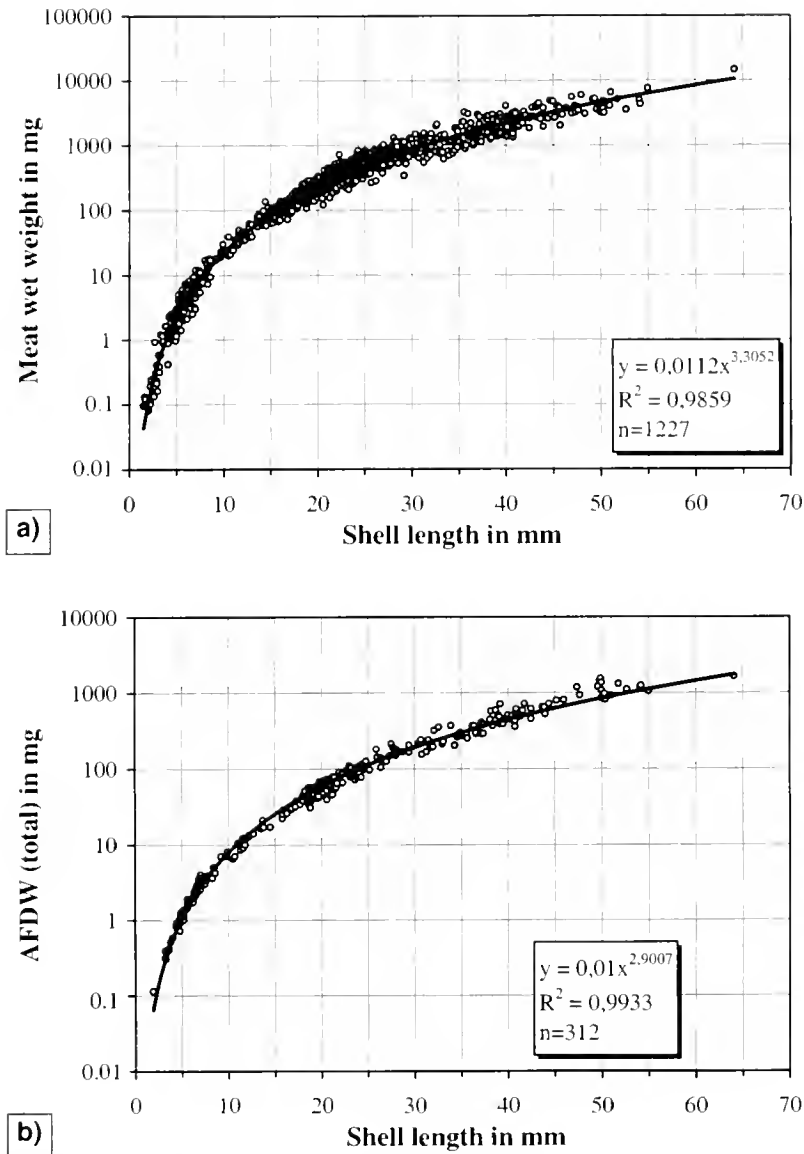 100000
10000
1000
100
10
1
0.1
0.01
Meat wet weight in mg
y = 0,0112x^3,3052
R² = 0,9859
n=1227
0 10 20 30 40 50 60 70
Shell length in mm
a)
10000
1000
100
10
1
0.1
0.01
AFDW (total) in mg
y = 0,01x^2,9007
R² = 0,9933
n=312
0 10 20 30 40 50 60 70
Shell length in mm
b)